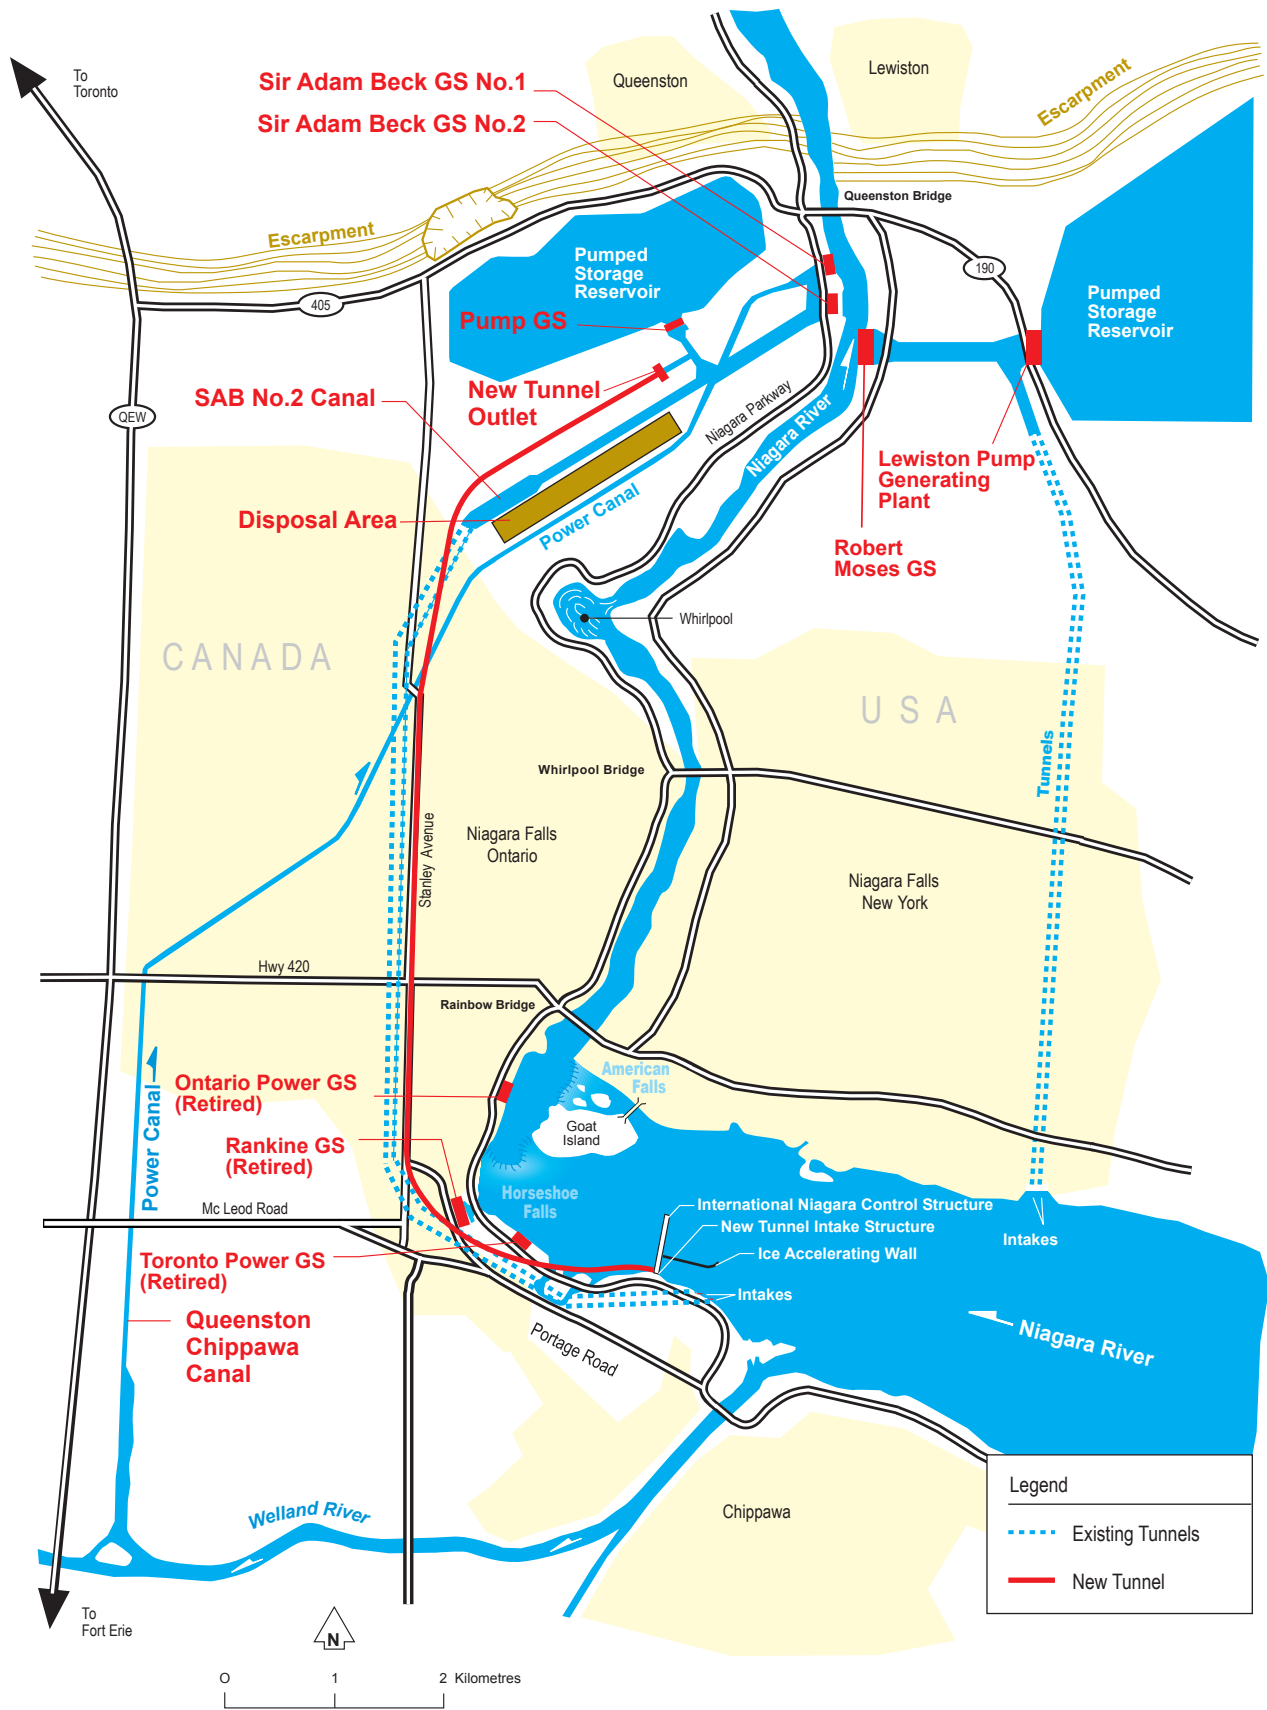 To
Toronto
Sir Adam Beck GS No.1
Sir Adam Beck GS No.2
Queenston
Lewiston
Escarpment
Escarpment
Queenston Bridge
405
190
QEW
Pumped
Storage
Reservoir
Pumped
Storage
Reservoir
Pump GS
New Tunnel
Outlet
SAB No.2 Canal
Niagara Parkway
Niagara River
Lewiston Pump
Generating
Plant
Disposal Area
Power Canal
Robert
Moses GS
Whirlpool
CANADA
USA
Tunnels
Whirlpool Bridge
Stanley Avenue
Niagara Falls
Ontario
Niagara Falls
New York
Hwy 420
Rainbow Bridge
American
Falls
Ontario Power GS
(Retired)
Power Canal
Goat
Island
Rankine GS
(Retired)
Horseshoe
Falls
Mc Leod Road
International Niagara Control Structure
New Tunnel Intake Structure
Ice Accelerating Wall
Intakes
Toronto Power GS
(Retired)
Intakes
Queenston
Chippawa
Canal
Portage Road
Niagara River
Welland River
Chippawa
Legend
Existing Tunnels
New Tunnel
To
Fort Erie
N
O 1 2 Kilometres